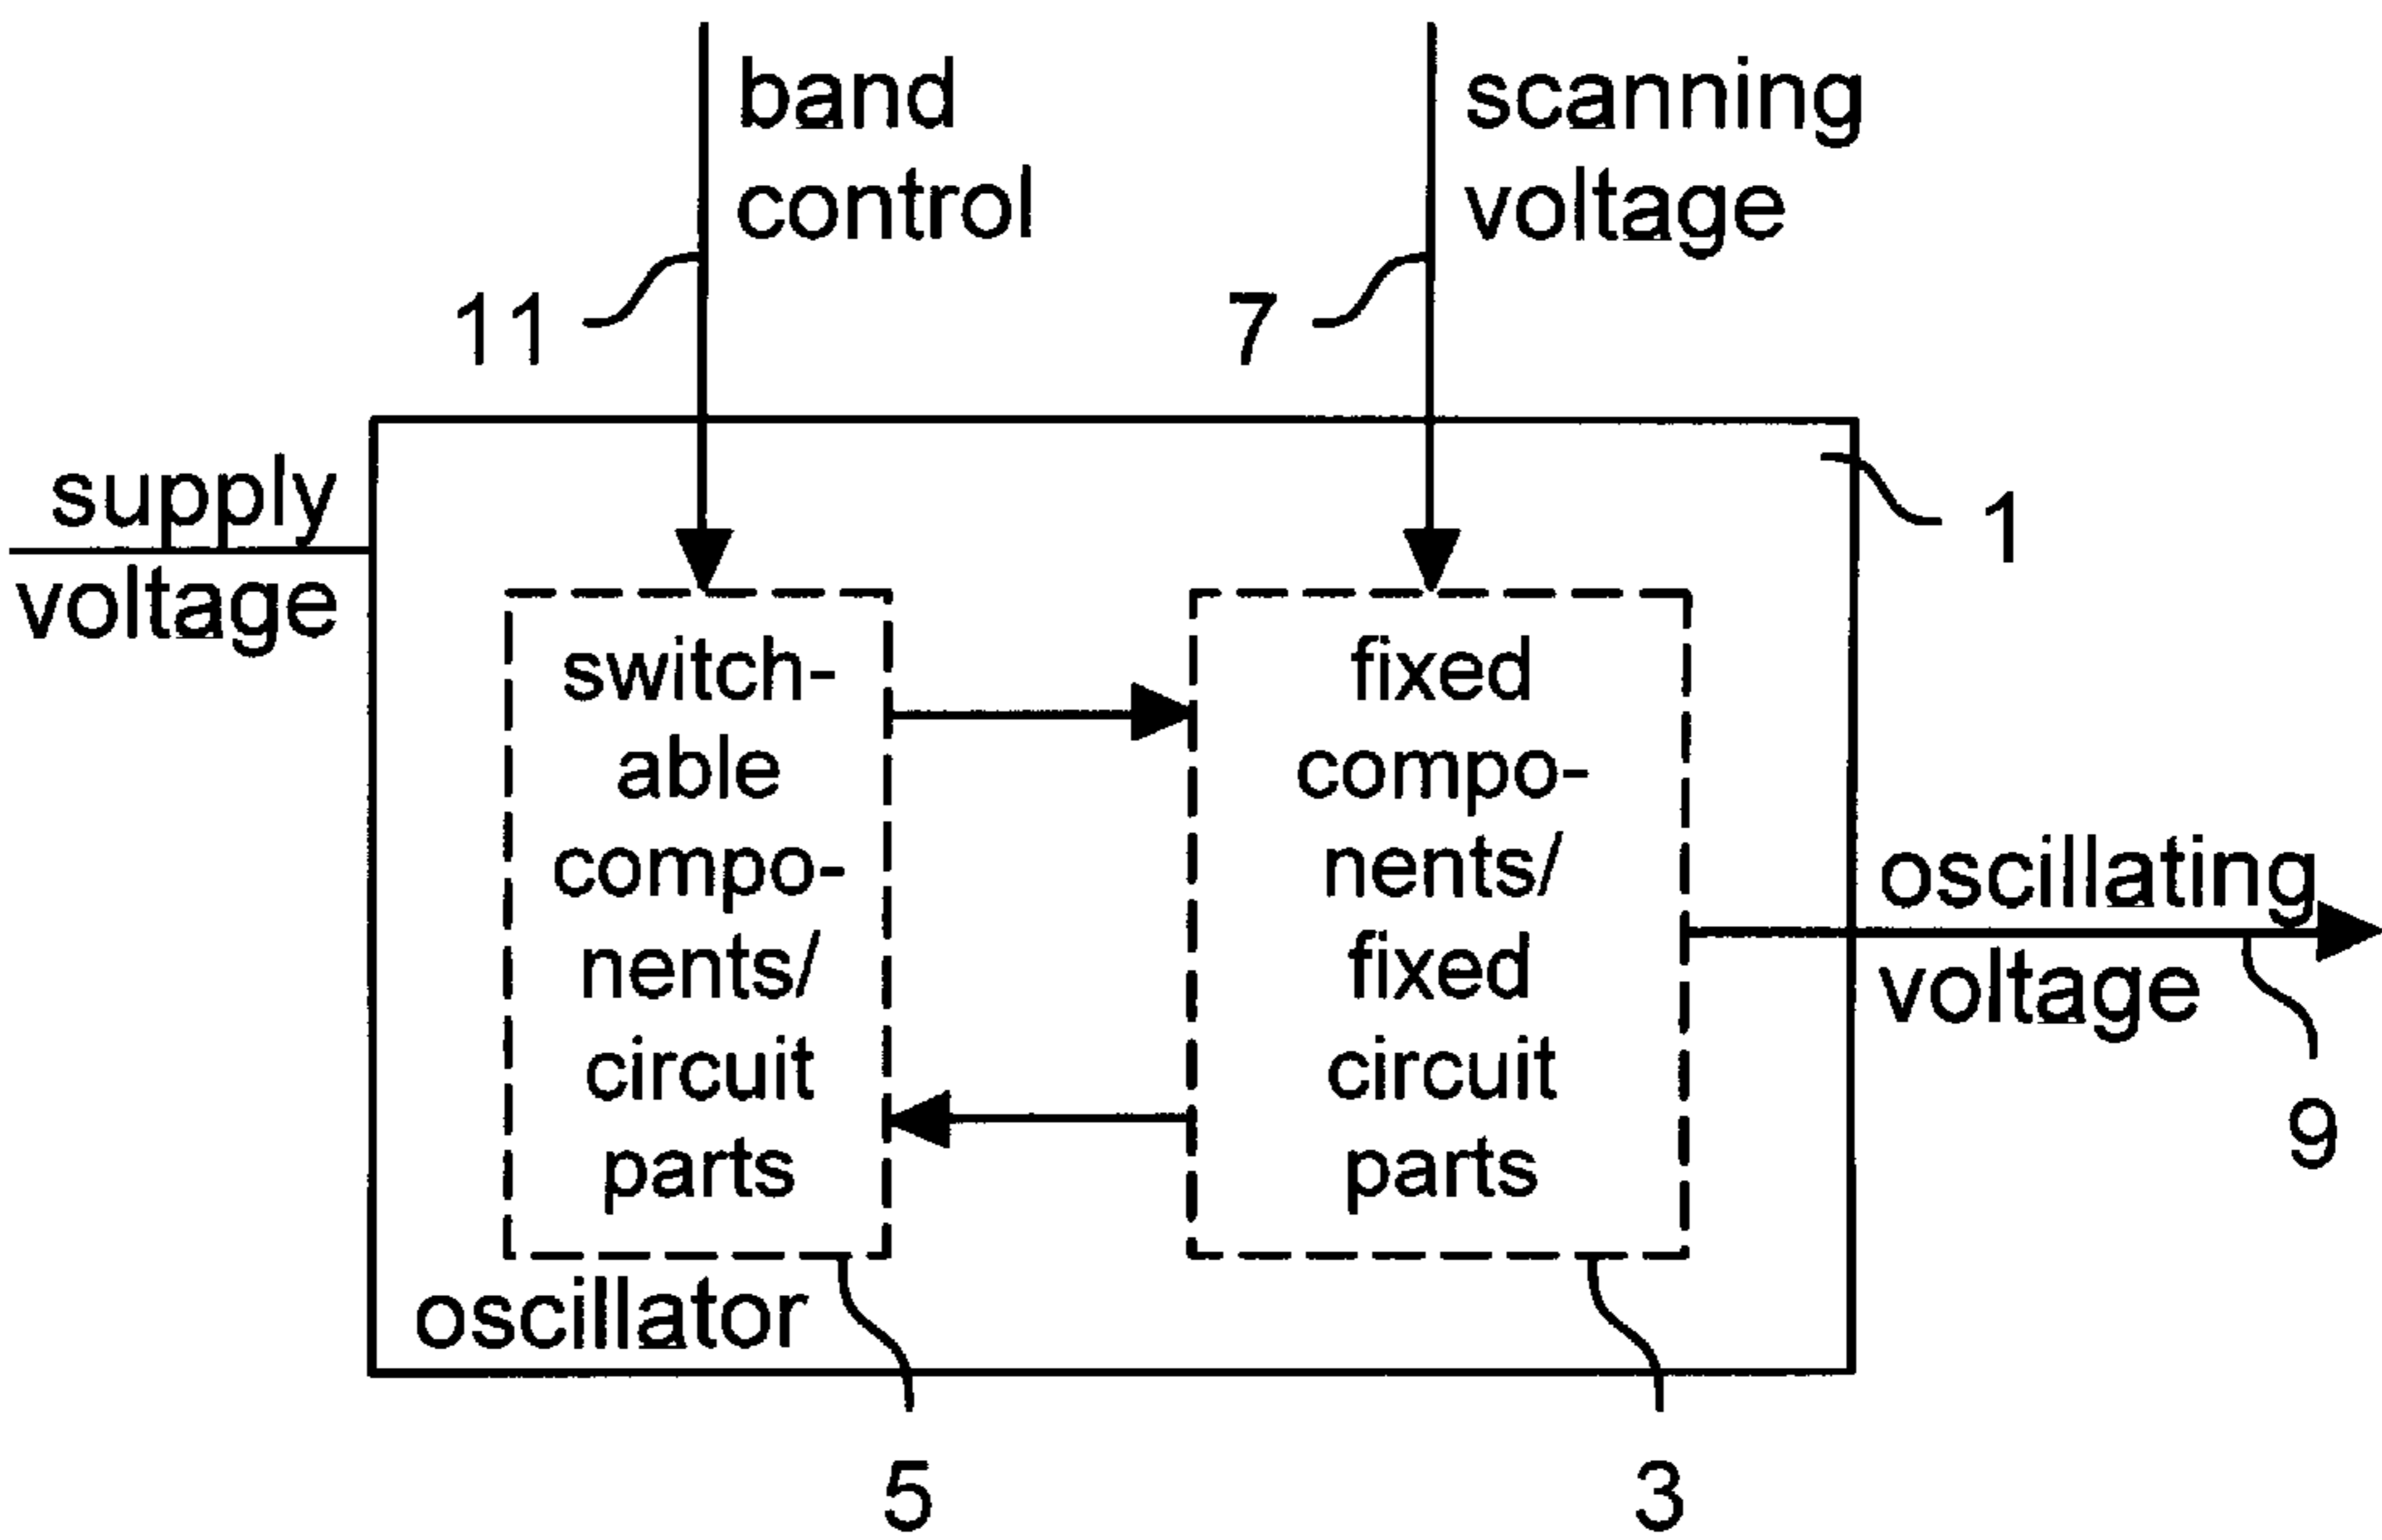 band
control
scanning
voltage
11
7
supply
voltage
1
switch-
able
compo-
nents/
circuit
parts
fixed
compo-
nents/
fixed
circuit
parts
oscillating
voltage
9
oscillator
5
3